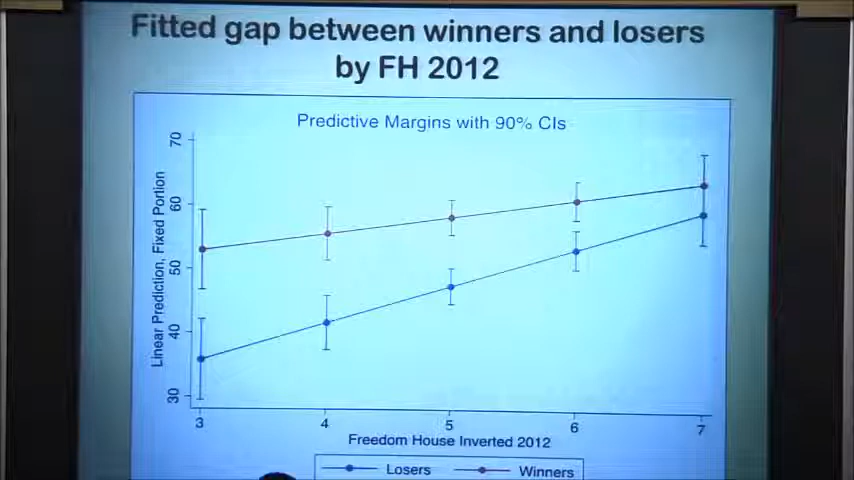 Fitted gap between winners and losers
by FH 2012
Predictive Margins with 90% CIs
70
60
50
40
30
Linear Prediction, Fixed Portion
3 4 5 6 7
Freedom House Inverted 2012
Losers Winners